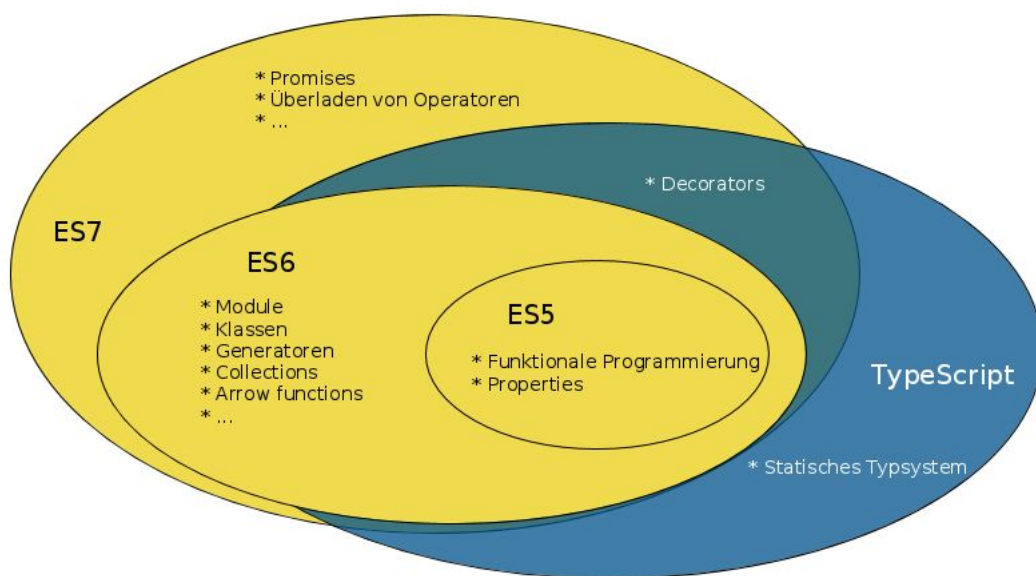 * Promises
* Überladen von Operatoren
* ...
* Decorators
ES7
ES6
* Module
* Klassen
* Generatoren
* Collections
* Arrow functions
* ...
ES5
* Funktionale Programmierung
* Properties
TypeScript
* Statisches Typsystem